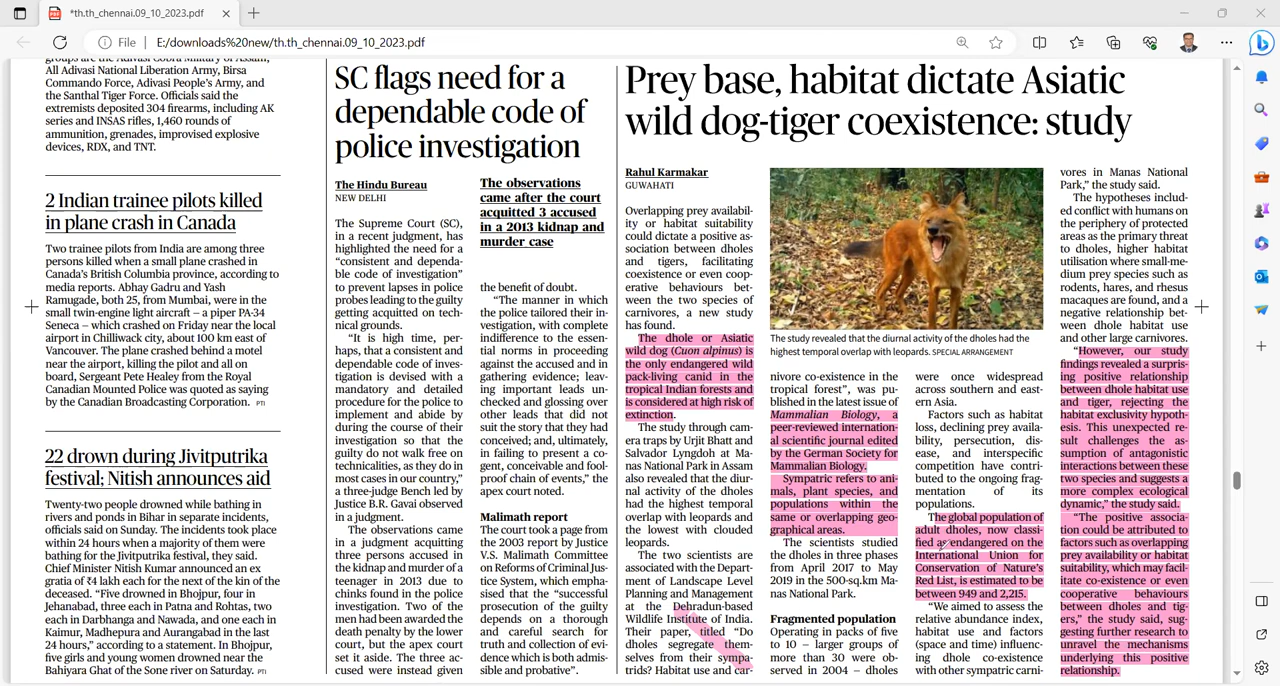 *th.th_chennai.09_10_2023.pdf
File
E:/downloads%20new/th.th_chennai.09_10_2023.pdf
All Adivasi National Liberation Army, Birsa
Commando Force, Adivasi People's Army, and
the Santhal Tiger Force. Officials said the
extremists deposited 304 firearms, including AK
series and INSAS rifles, 1,460 rounds of
ammunition, grenades, improvised explosive
devices, RDX, and TNT.
2 Indian trainee pilots killed
in plane crash in Canada
Two trainee pilots from India are among three
persons killed when a small plane crashed in
Canada's British Columbia province, according to
media reports. Abhay Gadru and Yash
Ramugade, both 25, from Mumbai, were in the
small twin-engine light aircraft – a piper PA-34
Seneca – which crashed on Friday near the local
airport in Chilliwack city, about 100 km east of
Vancouver. The plane crashed behind a motel
near the airport, killing the pilot and all on
board, Sergeant Pete Healey from the Royal
Canadian Mounted Police was quoted as saying
by the Canadian Broadcasting Corporation. PTI
22 drown during Jivitputrika
festival; Nitish announces aid
Twenty-two people drowned while bathing in
rivers and ponds in Bihar in separate incidents,
officials said on Sunday. The incidents took place
within 24 hours when a majority of them were
bathing for the Jivitputrika festival, they said.
Chief Minister Nitish Kumar announced an ex
gratia of ₹4 lakh each for the next of the kin of the
deceased. "Five drowned in Bhojpur, four in
Jehanabad, three each in Patna and Rohtas, two
each in Darbhanga and Nawada, and one each in
Kaimur, Madhepura and Aurangabad in the last
24 hours," according to a statement. In Bhojpur,
five girls and young women drowned near the
Bahiyara Ghat of the Sone river on Saturday. PTI
SC flags need for a
dependable code of
police investigation
The Hindu Bureau
NEW DELHI
The Supreme Court (SC),
in a recent judgment, has
highlighted the need for a
"consistent and dependa-
ble code of investigation"
to prevent lapses in police
probes leading to the guilty
getting acquitted on tech-
nical grounds.
"It is high time, per-
haps, that a consistent and
dependable code of inves-
tigation is devised with a
mandatory and detailed
procedure for the police to
implement and abide by
during the course of their
investigation so that the
guilty do not walk free on
technicalities, as they do in
most cases in our country,"
a three-judge Bench led by
Justice B.R. Gavai observed
in a judgment.
The observations came
in a judgment acquitting
three persons accused in
the kidnap and murder of a
teenager in 2013 due to
chinks found in the police
investigation. Two of the
men had been awarded the
death penalty by the lower
court, but the apex court
set it aside. The three ac-
cused were instead given
The observations
came after the court
acquitted 3 accused
in a 2013 kidnap and
murder case
the benefit of doubt.
"The manner in which
the police tailored their in-
vestigation, with complete
indifference to the essen-
tial norms in proceeding
against the accused and in
gathering evidence; leav-
ing important leads un-
checked and glossing over
other leads that did not
suit the story that they had
conceived; and, ultimately,
in failing to present a co-
gent, conceivable and fool-
proof chain of events," the
apex court noted.
Malimath report
The court took a page from
the 2003 report by Justice
V.S. Malimath Committee
on Reforms of Criminal Jus-
tice System, which empha-
sised that the "successful
prosecution of the guilty
depends on a thorough
and careful search for
truth and collection of evi-
dence which is both admis-
sible and probative".
Prey base, habitat dictate Asiatic
wild dog-tiger coexistence: study
Rahul Karmakar
GUWAHATI
Overlapping prey availabil-
ity or habitat suitability
could dictate a positive as-
sociation between dholes
and tigers, facilitating
coexistence or even coop-
erative behaviours bet-
ween the two species of
carnivores, a new study
has found.
The dhole or Asiatic
wild dog (Cuon alpinus) is
the only endangered wild
pack-living canid in the
tropical Indian forests and
is considered at high risk of
extinction.
The study through cam-
era traps by Urjit Bhatt and
Salvador Lyngdoh at Ma-
nas National Park in Assam
also revealed that the diur-
nal activity of the dholes
had the highest temporal
overlap with leopards and
the lowest with clouded
leopards.
The two scientists are
associated with the Depart-
ment of Landscape Level
Planning and Management
at the Dehradun-based
Wildlife Institute of India.
Their paper, titled "Do
dholes segregate them-
selves from their sympa-
trids? Habitat use and car-
The study revealed that the diurnal activity of the dholes had the
highest temporal overlap with leopards. SPECIAL ARRANGEMENT
nivore co-existence in the
tropical forest", was pu-
blished in the latest issue of
Mammalian Biology, a
peer-reviewed internation-
al scientific journal edited
by the German Society for
Mammalian Biology.
Sympatric refers to ani-
mals, plant species, and
populations within the
same or overlapping geo-
graphical areas.
The scientists studied
the dholes in three phases
from April 2017 to May
2019 in the 500-sq.km Ma-
nas National Park.
Fragmented population
Operating in packs of five
to 10 – larger groups of
more than 30 were ob-
served in 2004 – dholes
were once widespread
across southern and east-
ern Asia.
Factors such as habitat
loss, declining prey availa-
bility, persecution, dis-
ease, and interspecific
competition have contri-
buted to the ongoing frag-
mentation of its
population.
The global population of
adult dholes, now classi-
fied as endangered on the
International Union for
Conservation of Nature's
Red List, is estimated to be
between 949 and 2,215.
"We aimed to assess the
relative abundance index,
habitat use and factors
(space and time) influenc-
ing dhole co-existence
with other sympatric carni-
vores in Manas National
Park," the study said.
The hypotheses includ-
ed conflict with humans on
the periphery of protected
areas as the primary threat
to dholes, higher habitat
utilisation where small-me-
dium prey species such as
rodents, hares, and rhesus
macaques are found, and a
negative relationship bet-
ween dhole habitat use
and other large carnivores.
"However, our study
findings revealed a surpris-
ing positive relationship
between dhole habitat use
and tiger, rejecting the
habitat exclusivity hypoth-
esis. This unexpected re-
sult challenges the as-
sumption of antagonistic
interactions between these
two species and suggests a
more complex ecological
dynamic," the study said.
"The positive associa-
tion could be attributed to
factors such as overlapping
prey availability or habitat
suitability, which may facil-
itate co-existence or even
cooperative behaviours
between dholes and tig-
ers," the study said, sug-
gesting further research to
unravel the mechanisms
underlying this positive
relationship.